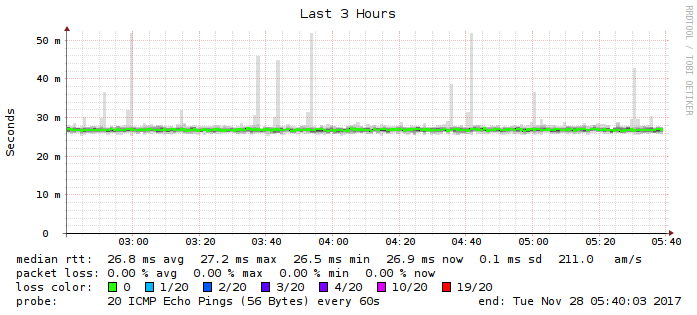 Last 3 Hours
RRDTOOL / TOBI OETIKER
Seconds
50 m
40 m
30 m
20 m
10 m
0
03:00 03:20 03:40 04:00 04:20 04:40 05:00 05:20 05:40
median rtt: 26.8 ms avg 27.2 ms max 26.5 ms min 26.9 ms now 0.1 ms sd 211.0 am/s
packet loss: 0.00 % avg 0.00 % max 0.00 % min 0.00 % now
loss color: 0 1/20 2/20 3/20 4/20 10/20 19/20
probe: 20 ICMP Echo Pings (56 Bytes) every 60s end: Tue Nov 28 05:40:03 2017